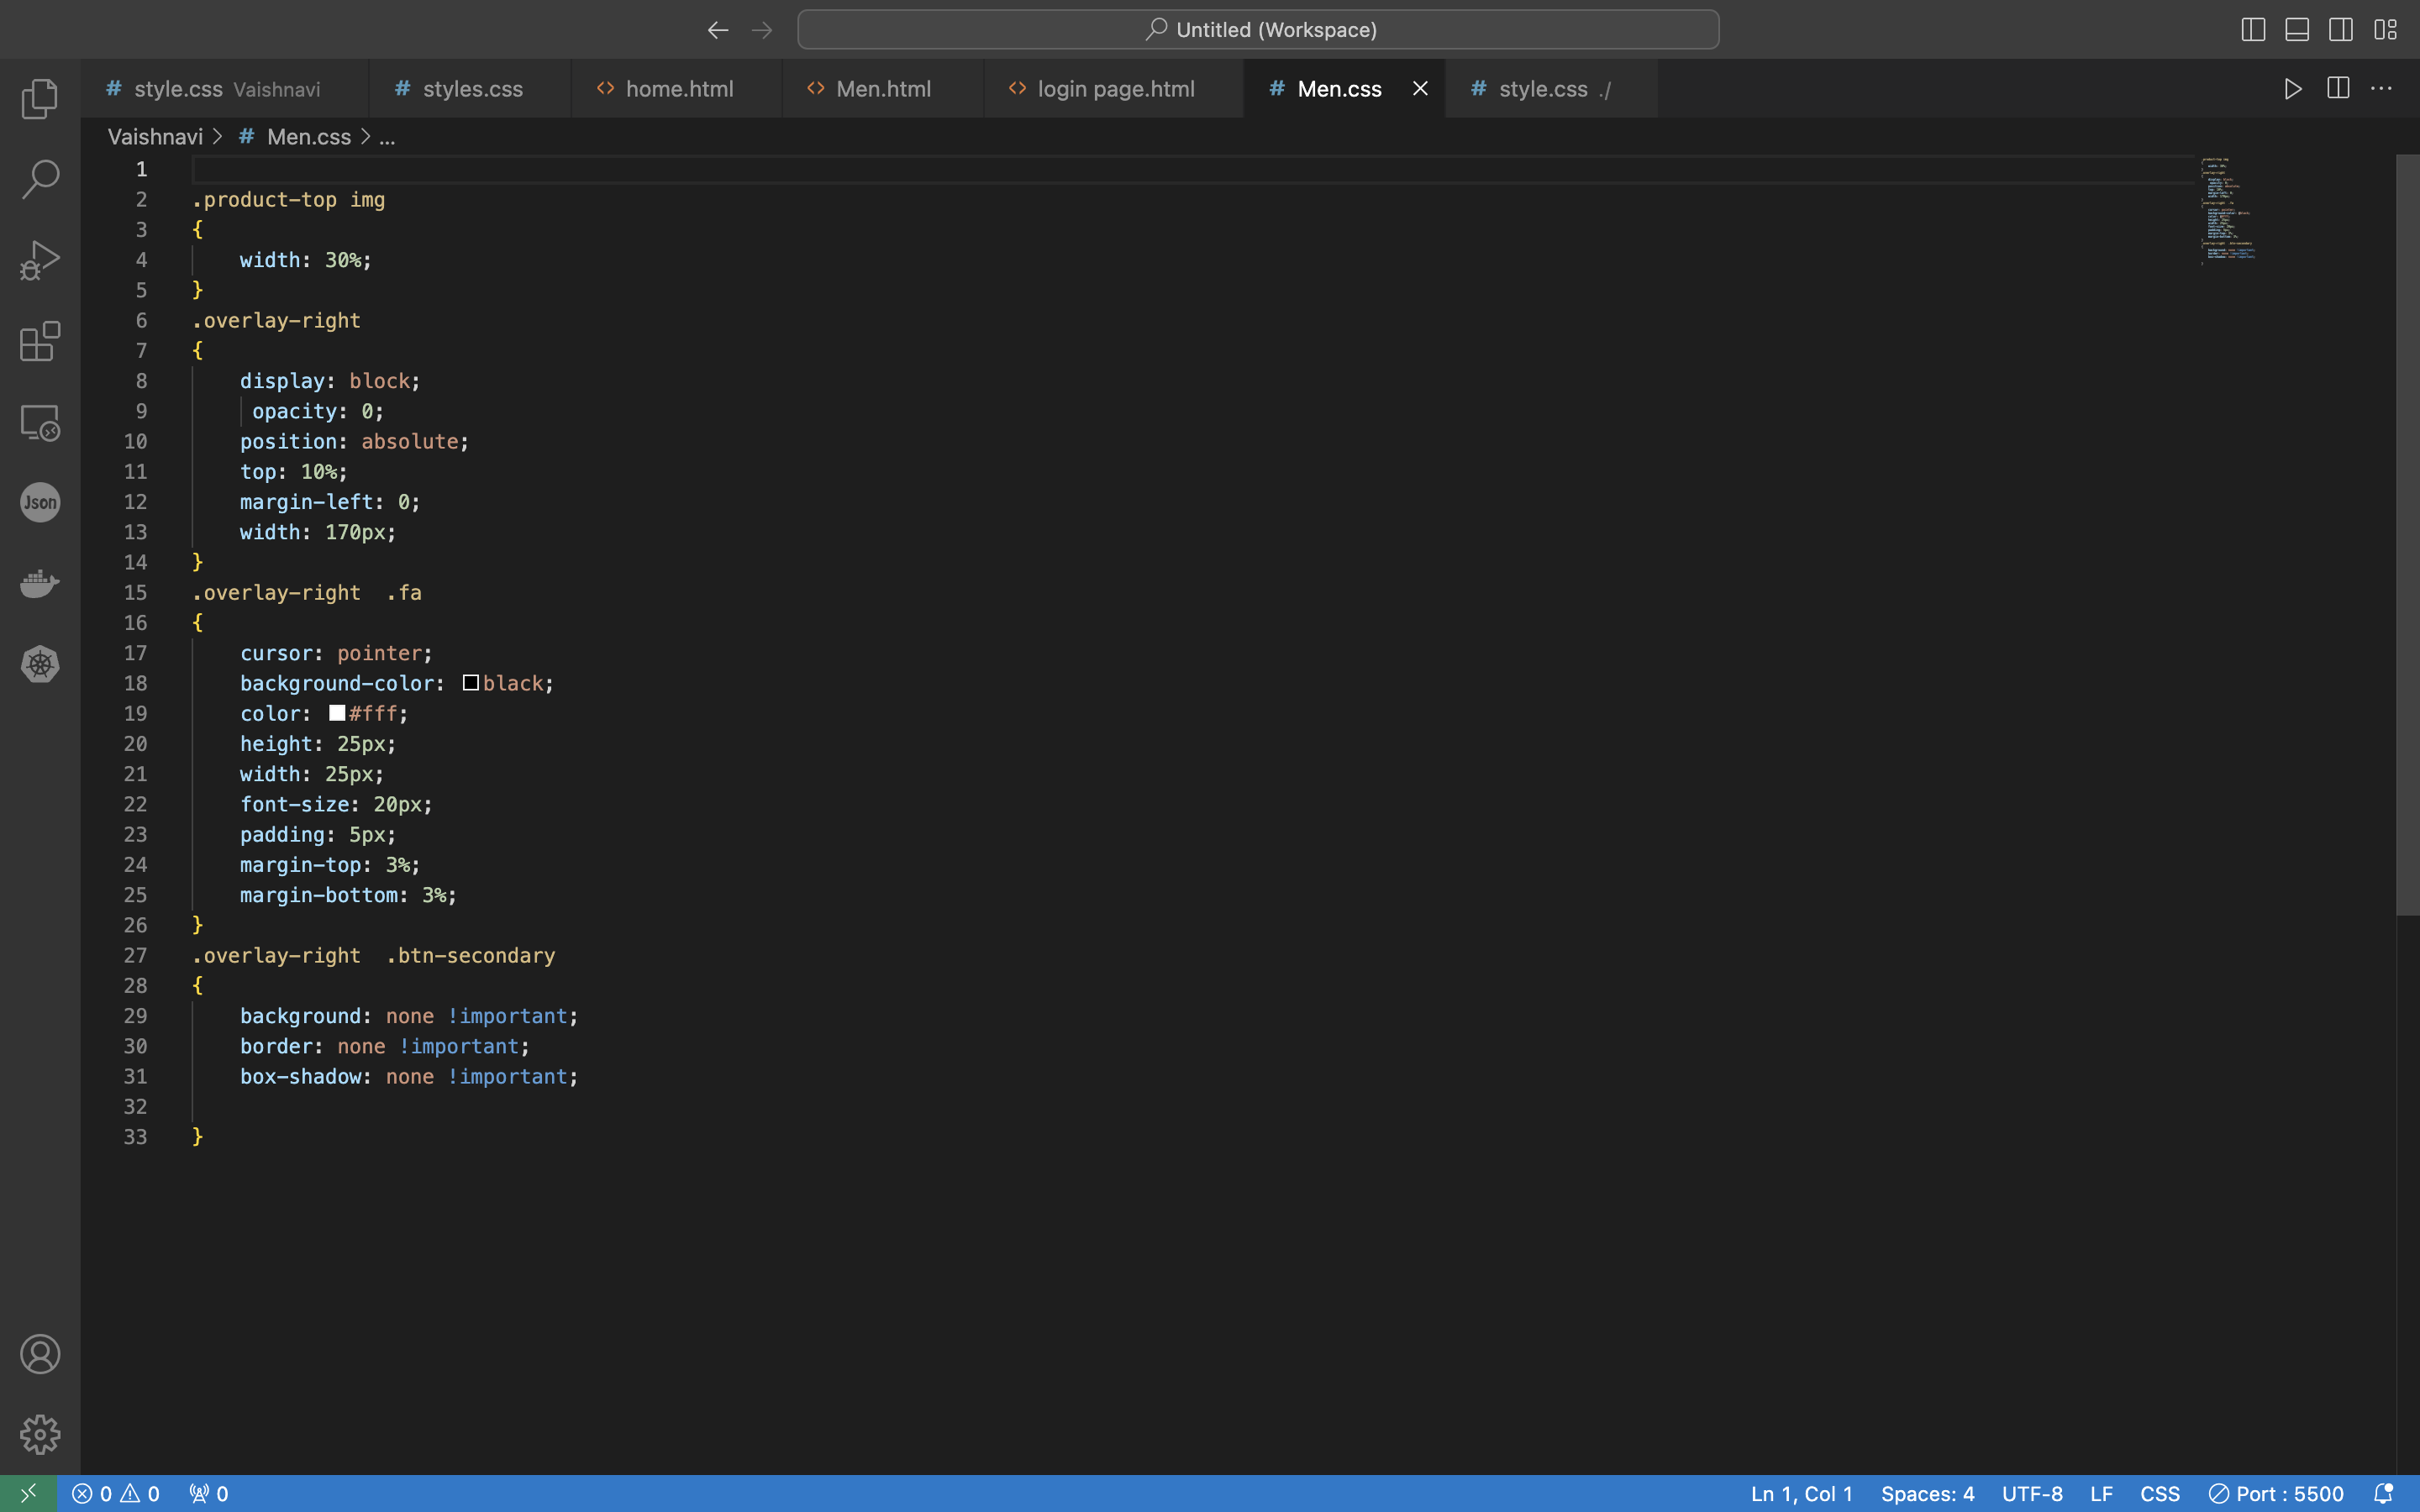 Untitled (Workspace)
# style.css Vaishnavi # styles.css <> home.html <> Men.html <> login page.html # Men.css # style.css ./
Vaishnavi > # Men.css > ...
1
2 .product-top img
3 {
4     width: 30%;
5 }
6 .overlay-right
7 {
8     display: block;
9      opacity: 0;
10     position: absolute;
11     top: 10%;
12     margin-left: 0;
13     width: 170px;
14 }
15 .overlay-right  .fa
16 {
17     cursor: pointer;
18     background-color: black;
19     color: #fff;
20     height: 25px;
21     width: 25px;
22     font-size: 20px;
23     padding: 5px;
24     margin-top: 3%;
25     margin-bottom: 3%;
26 }
27 .overlay-right  .btn-secondary
28 {
29     background: none !important;
30     border: none !important;
31     box-shadow: none !important;
32
33 }
Json
0 0 0 Ln 1, Col 1 Spaces: 4 UTF-8 LF CSS Port : 5500